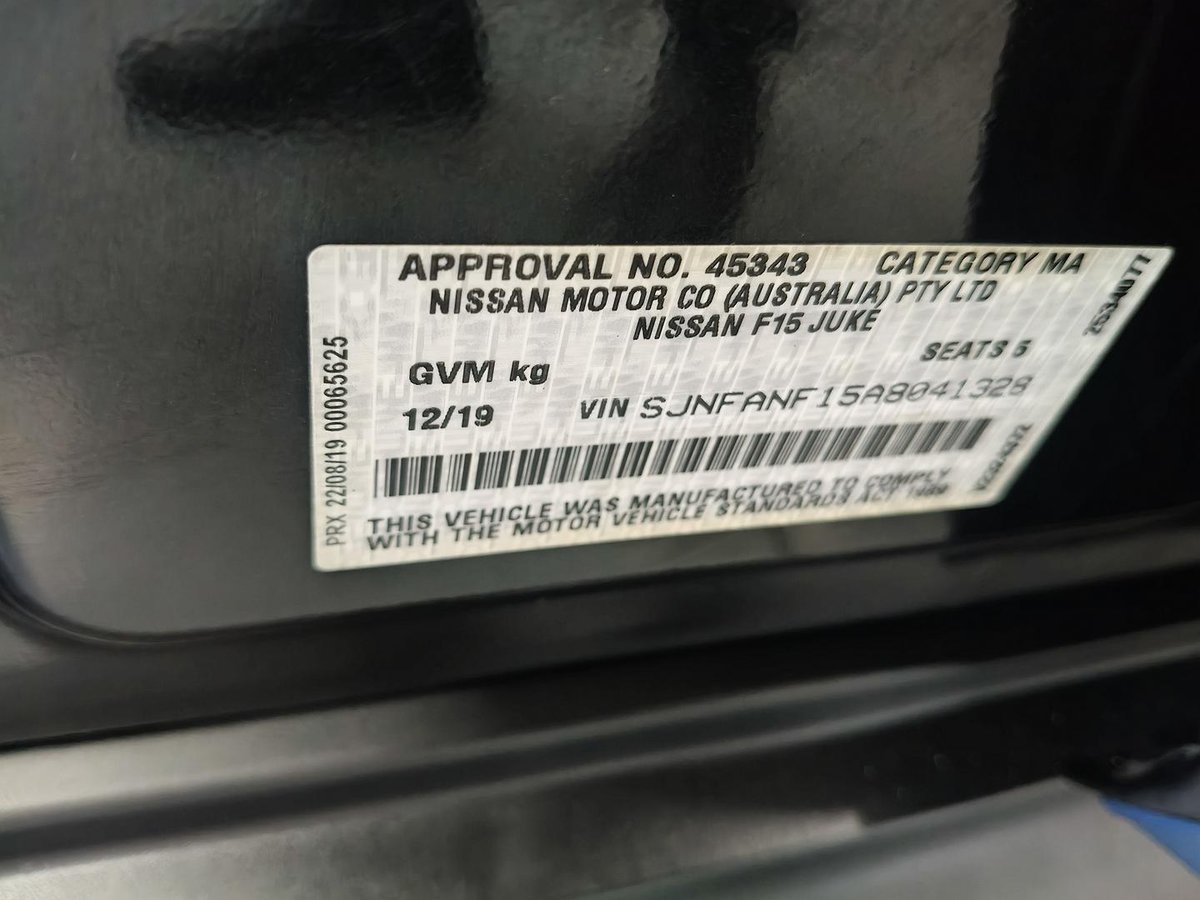 APPROVAL NO. 45343 CATEGORY MA
NISSAN MOTOR CO (AUSTRALIA) PTY LTD
NISSAN F15 JUKE
SEATS 5
GVM kg
12/19 VIN SJNFANF15A8041328
THIS VEHICLE WAS MANUFACTURED TO COMPLY
WITH THE MOTOR VEHICLE STANDARDS ACT 1989
PRX 22/08/19 00065625